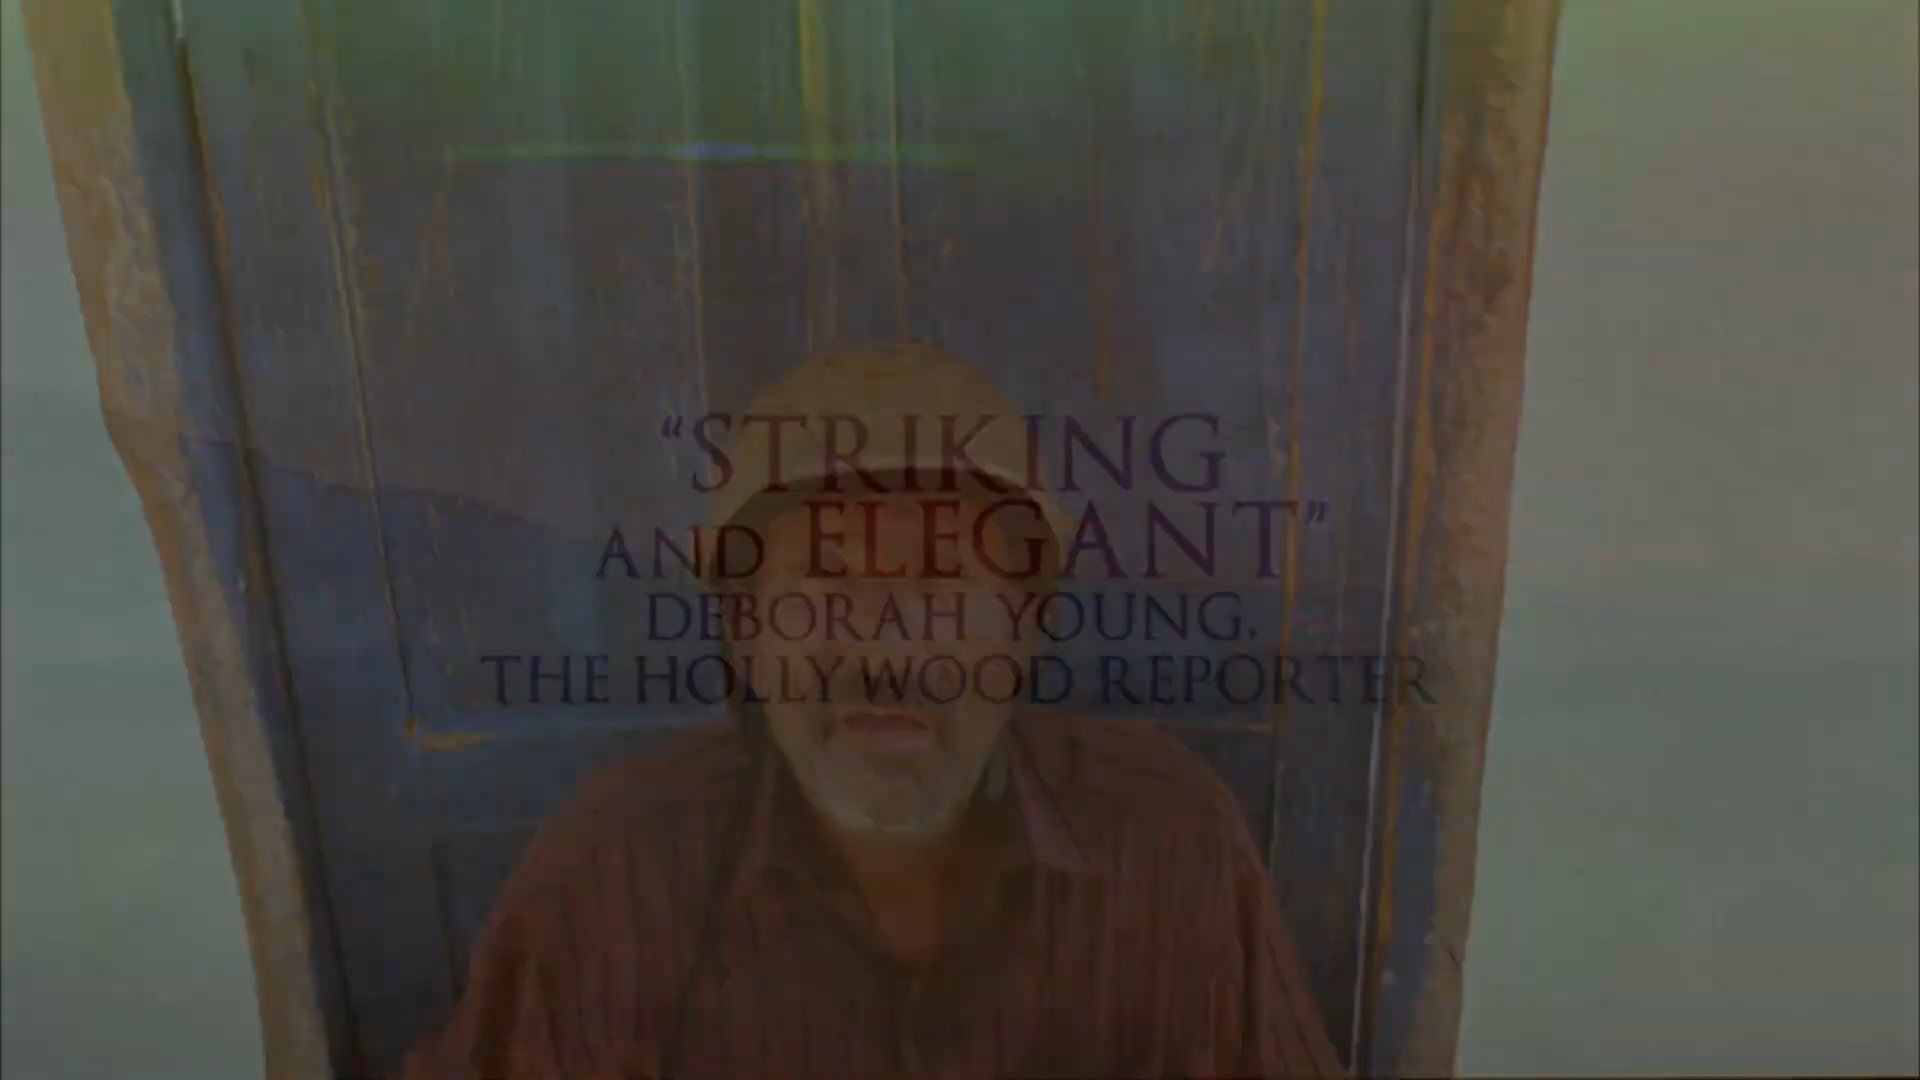 “STRIKING
AND ELEGANT”
DEBORAH YOUNG,
THE HOLLYWOOD REPORTER